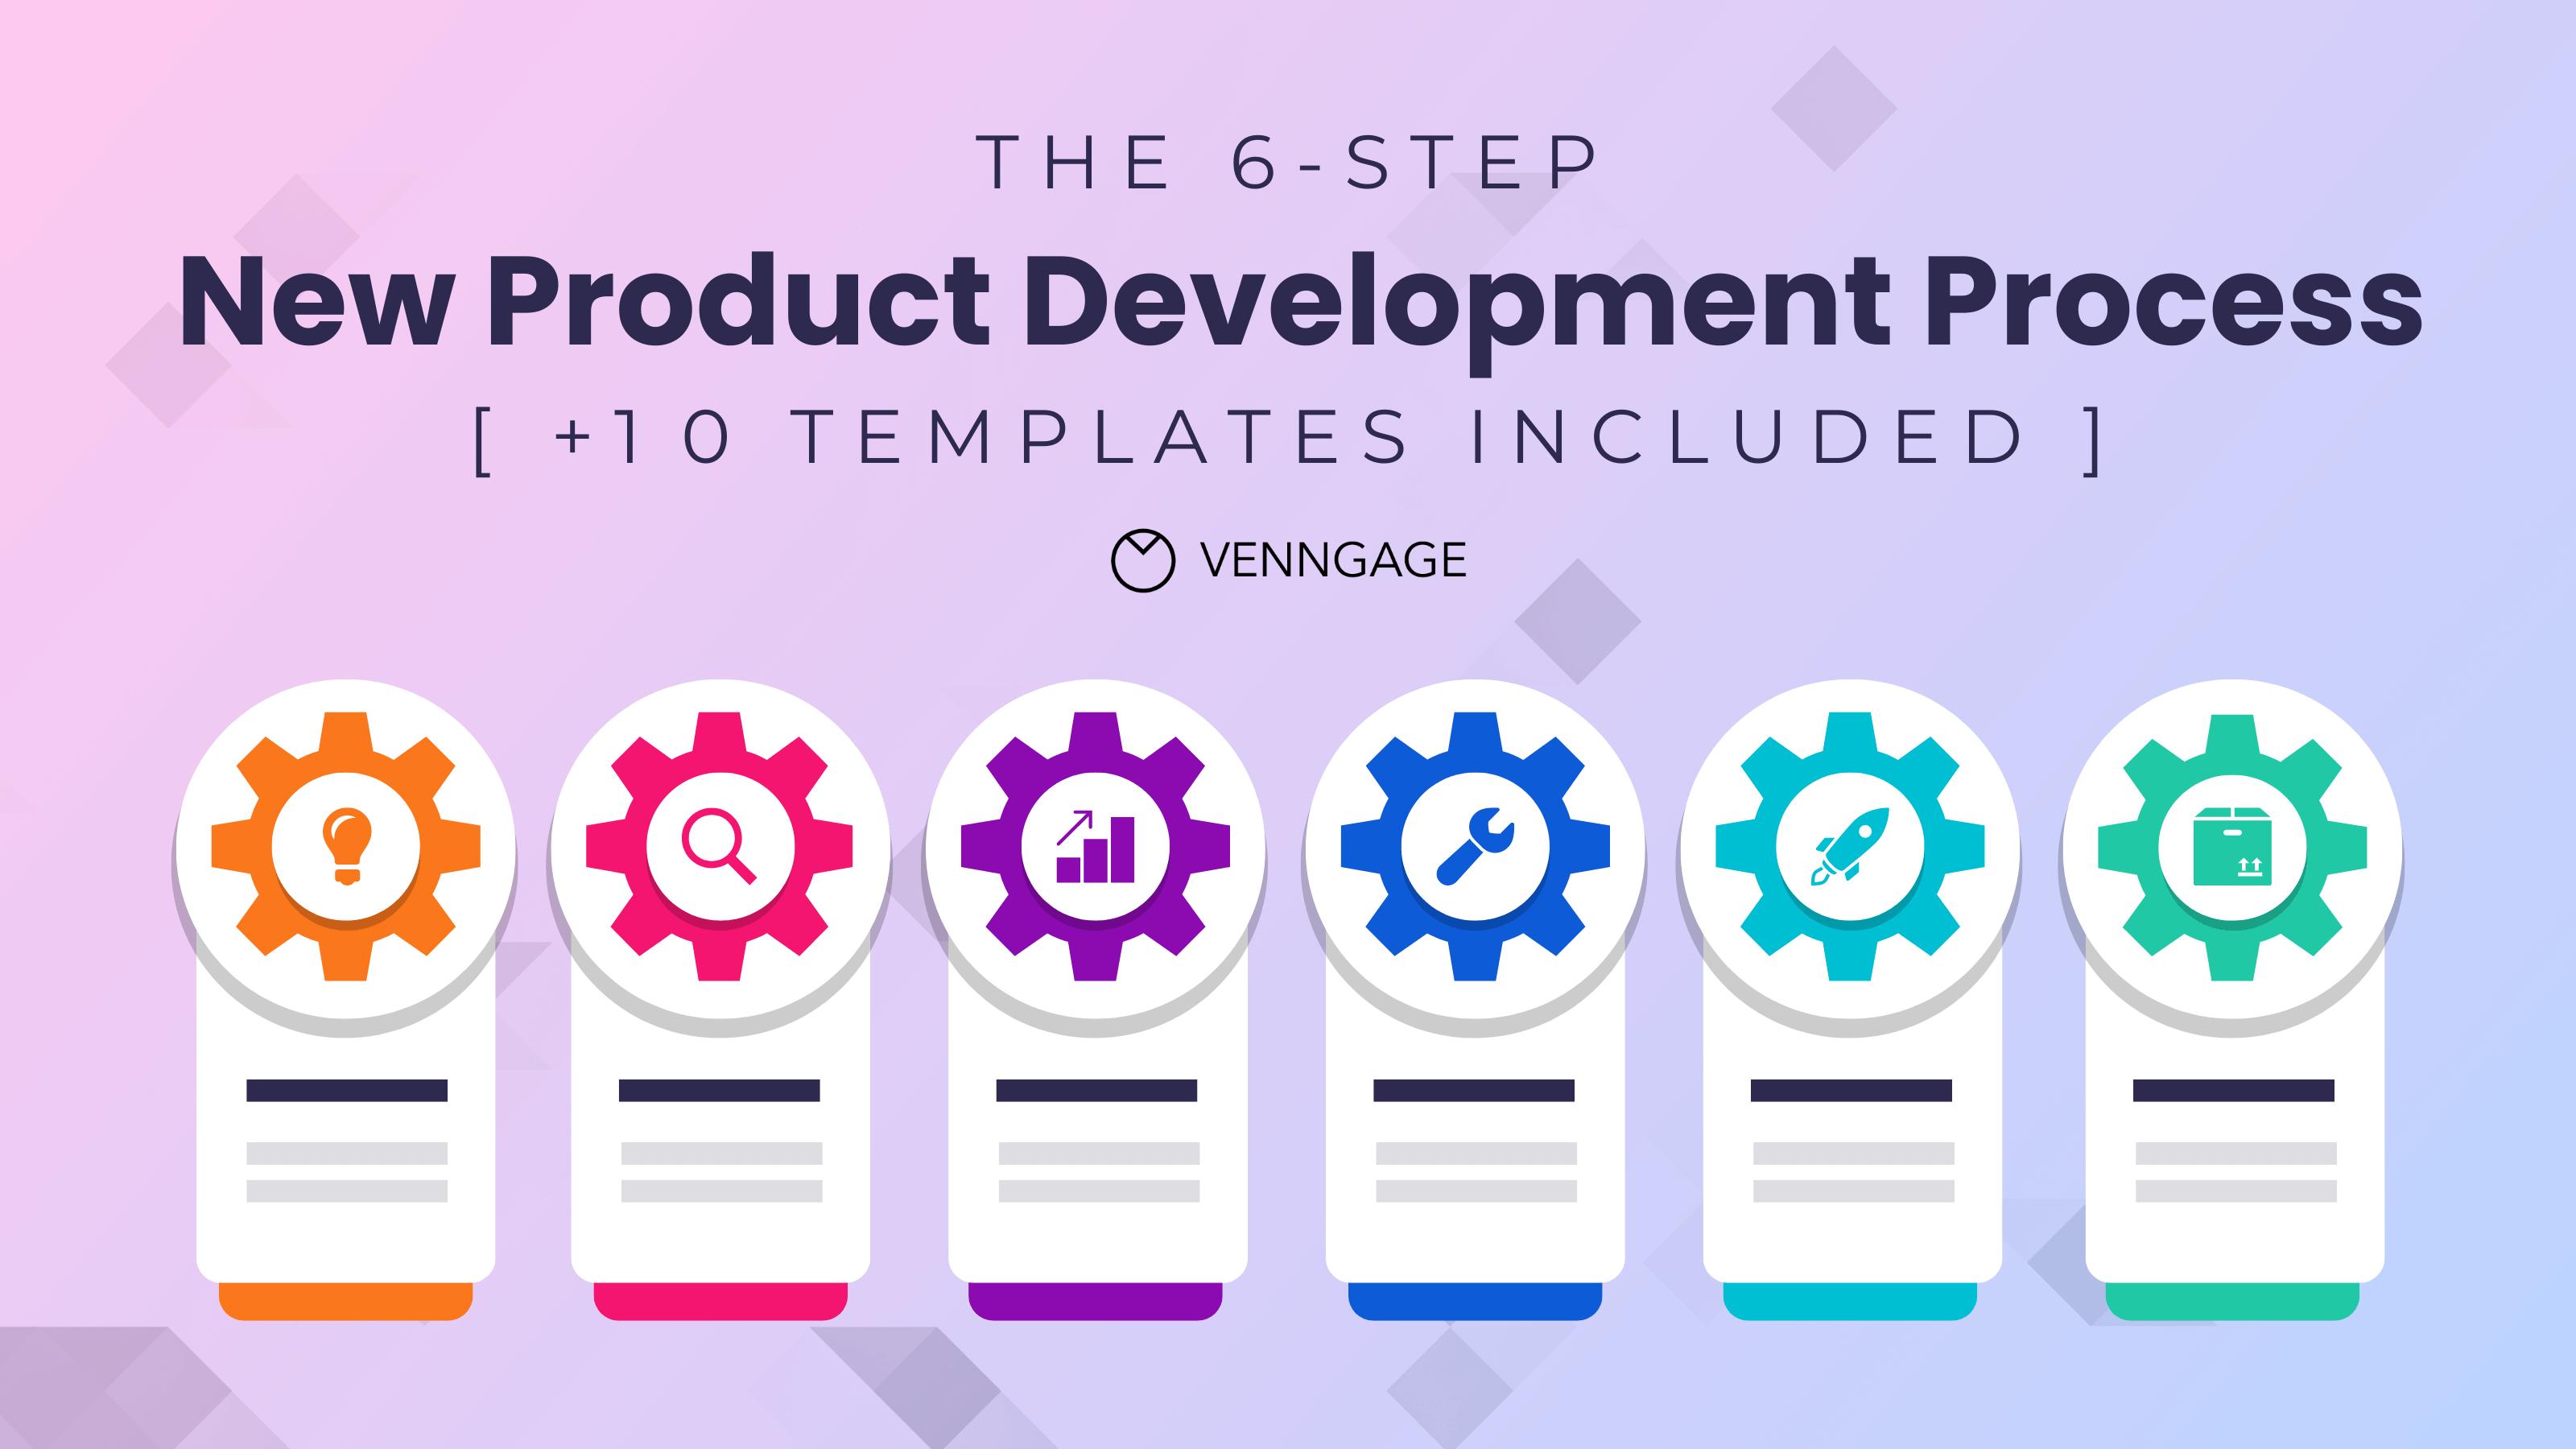 THE 6-STEP
New Product Development Process
[ +10 TEMPLATES INCLUDED ]
VENNGAGE